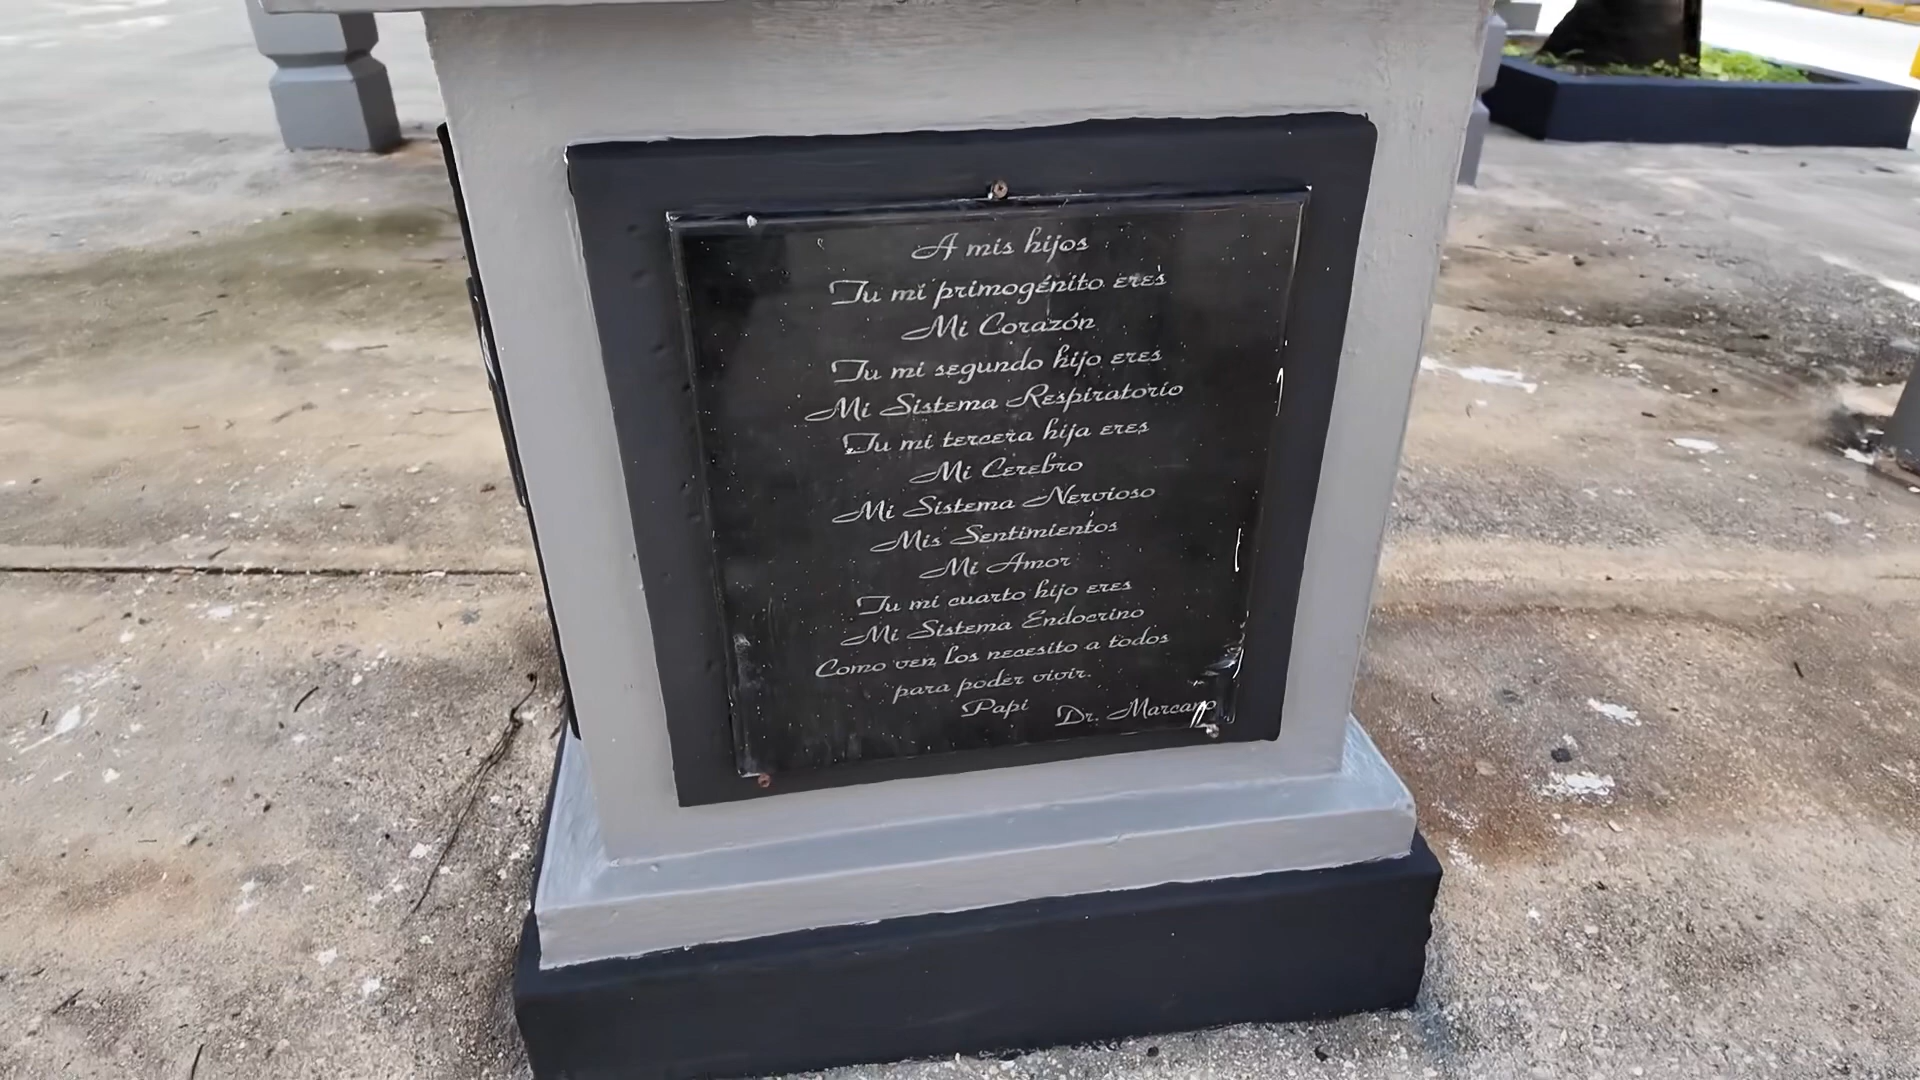 A mis hijos
Tu mi primogénito eres
Mi Corazón
Tu mi segundo hijo eres
Mi Sistema Respiratorio
Tu mi tercera hija eres
Mi Cerebro
Mi Sistema Nervioso
Mis Sentimientos
Mi Amor
Tu mi cuarto hijo eres
Mi Sistema Endocrino
Como ven los necesito a todos
para poder vivir.
Papi Dr. Marcano